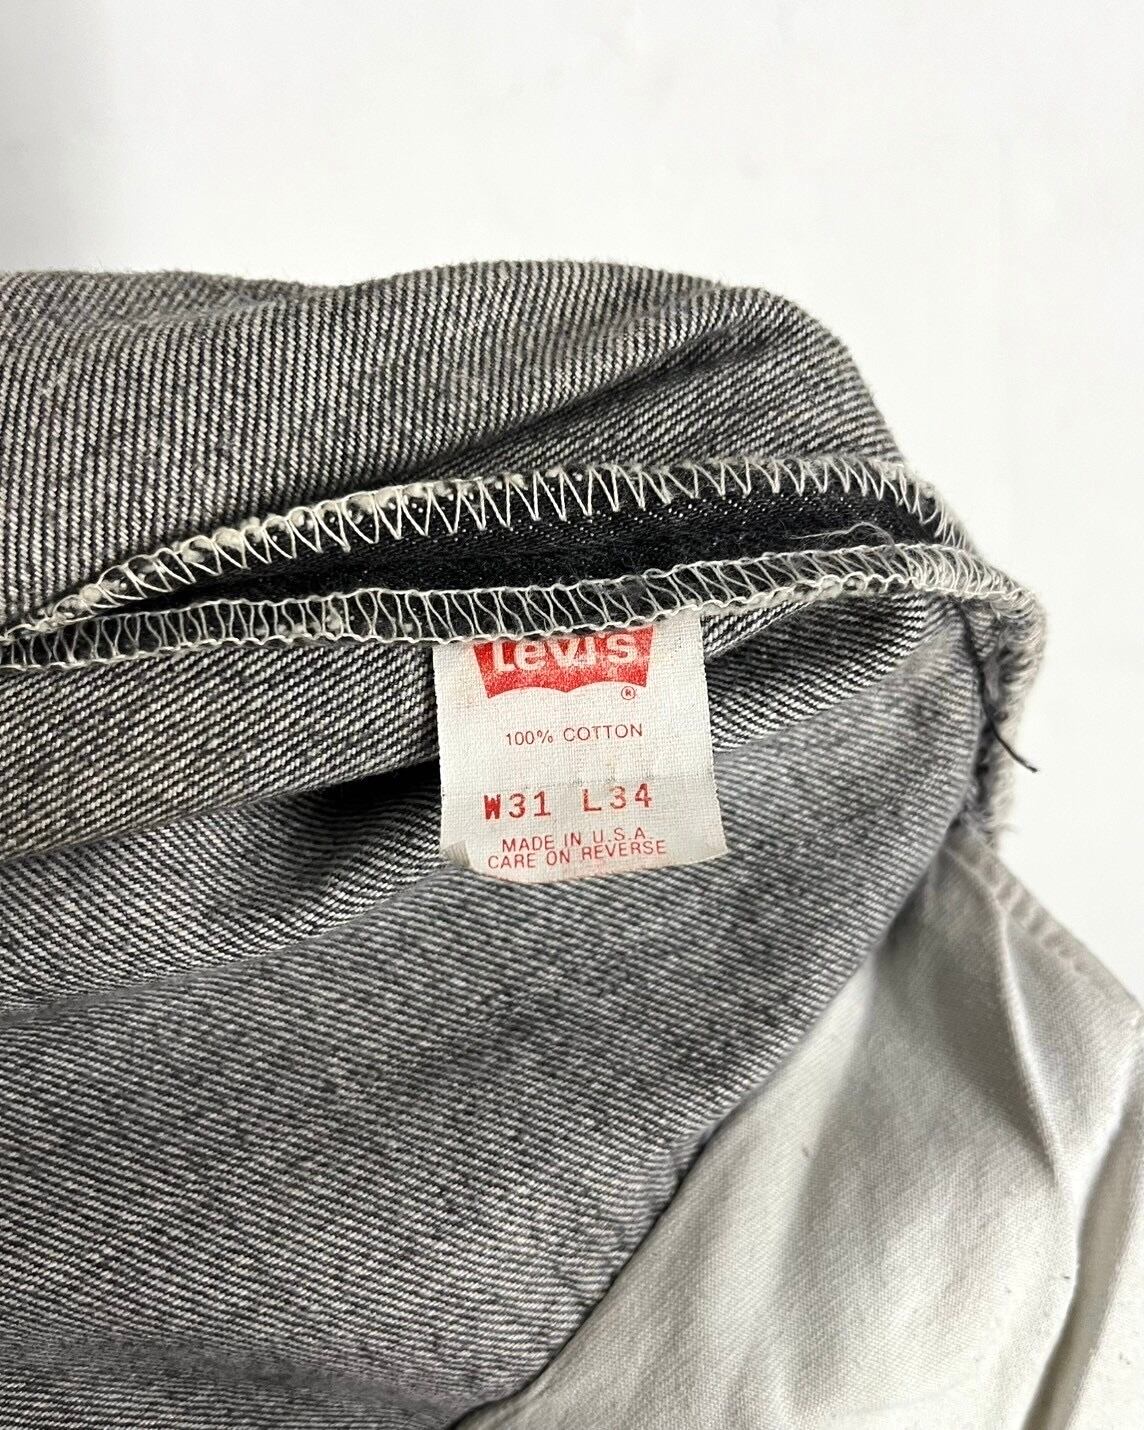 Levi's
®
100% COTTON
W31 L34
MADE IN U.S.A.
CARE ON REVERSE